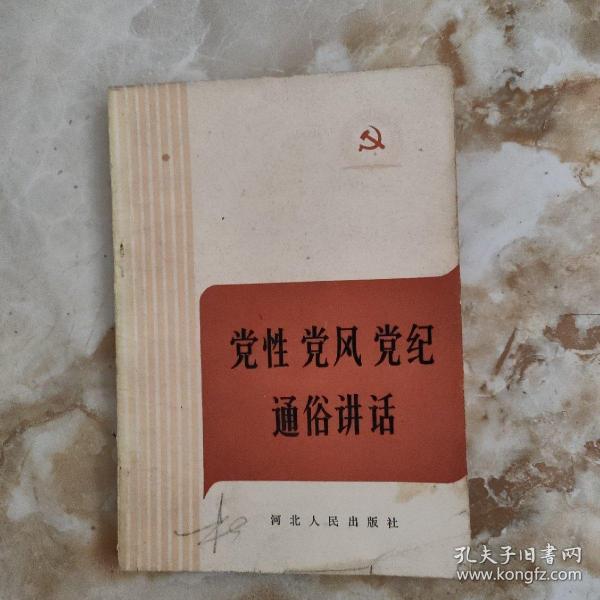 党性 党风 党纪
通俗讲话
河北人民出版社
孔夫子旧书网
www.kongfz.com